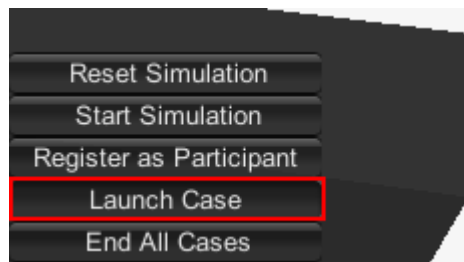 Reset Simulation
Start Simulation
Register as Participant
Launch Case
End All Cases